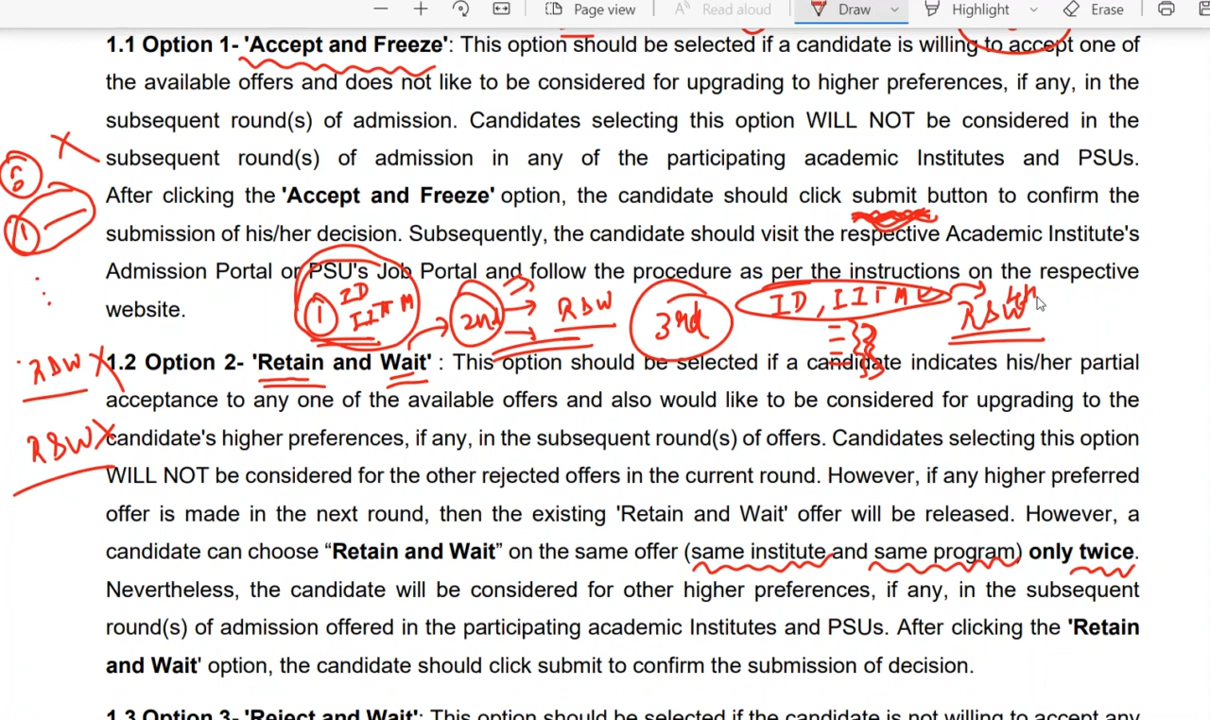 Page view
Read aloud
Draw
Highlight
Erase
1.1 Option 1- 'Accept and Freeze': This option should be selected if a candidate is willing to accept one of
the available offers and does not like to be considered for upgrading to higher preferences, if any, in the
subsequent round(s) of admission. Candidates selecting this option WILL NOT be considered in the
subsequent round(s) of admission in any of the participating academic Institutes and PSUs.
After clicking the 'Accept and Freeze' option, the candidate should click submit button to confirm the
submission of his/her decision. Subsequently, the candidate should visit the respective Academic Institute's
Admission Portal or PSU's Job Portal and follow the procedure as per the instructions on the respective
website.
1 ID
IITM
2nd
R&W
3rd
ID, IITM
R&W
R&W X
1.2 Option 2- 'Retain and Wait' : This option should be selected if a candidate indicates his/her partial
acceptance to any one of the available offers and also would like to be considered for upgrading to the
R&W X
candidate's higher preferences, if any, in the subsequent round(s) of offers. Candidates selecting this option
WILL NOT be considered for the other rejected offers in the current round. However, if any higher preferred
offer is made in the next round, then the existing 'Retain and Wait' offer will be released. However, a
candidate can choose “Retain and Wait” on the same offer (same institute and same program) only twice.
Nevertheless, the candidate will be considered for other higher preferences, if any, in the subsequent
round(s) of admission offered in the participating academic Institutes and PSUs. After clicking the 'Retain
and Wait' option, the candidate should click submit to confirm the submission of decision.
1.3 Option 3- 'Reject and Wait': This option should be selected if the candidate is not willing to accept any